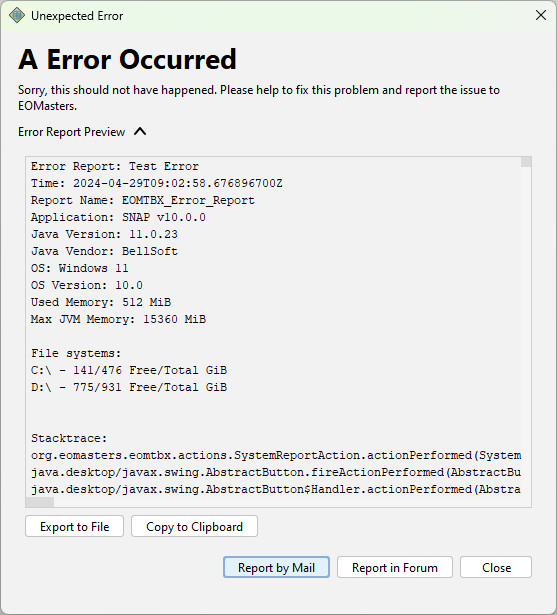 Unexpected Error
A Error Occurred
Sorry, this should not have happened. Please help to fix this problem and report the issue to
EOMasters.
Error Report Preview
Error Report: Test Error
Time: 2024-04-29T09:02:58.676896700Z
Report Name: EOMTBX_Error_Report
Application: SNAP v10.0.0
Java Version: 11.0.23
Java Vendor: BellSoft
OS: Windows 11
OS Version: 10.0
Used Memory: 512 MiB
Max JVM Memory: 15360 MiB
File systems:
C:\ - 141/476 Free/Total GiB
D:\ - 775/931 Free/Total GiB
Stacktrace:
org.eomasters.eomtbx.actions.SystemReportAction.actionPerformed(System
java.desktop/javax.swing.AbstractButton.fireActionPerformed(AbstractBu
java.desktop/javax.swing.AbstractButton$Handler.actionPerformed(Abstra
Export to File Copy to Clipboard
Report by Mail Report in Forum Close